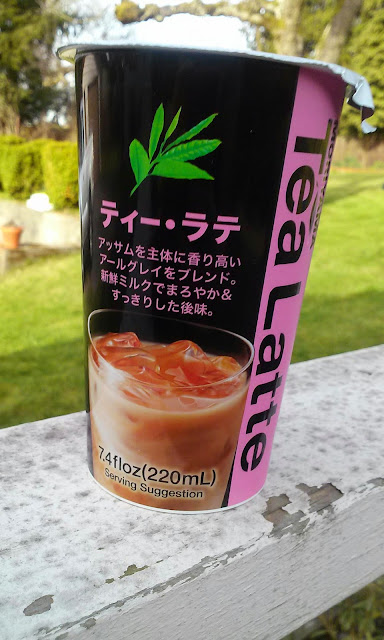 ティー・ラテ
アッサムを主体に香り高い
アールグレイをブレンド。
新鮮ミルクでまろやか＆
すっきりした後味。
7.4floz(220mL)
Serving Suggestion
Tea Latte